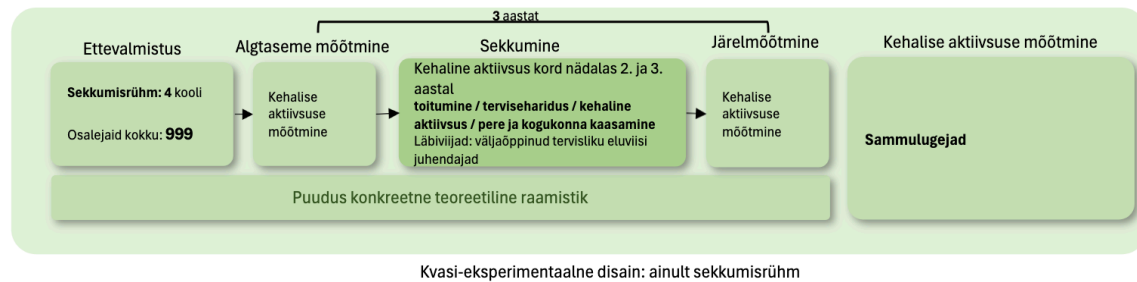 3 aastat
Ettevalmistus
Algtaseme mõõtmine
Sekkumine
Järelmõõtmine
Kehalise aktiivsuse mõõtmine
Sekkumisrühm: 4 kooli
Osalejaid kokku: 999
Kehalise
aktiivsuse
mõõtmine
Kehaline aktiivsus kord nädalas 2. ja 3.
aastal
toitumine / terviseharidus / kehaline
aktiivsus / pere ja kogukonna kaasamine
Läbiviijad: väljaõppinud tervisliku eluviisi
juhendajad
Kehalise
aktiivsuse
mõõtmine
Sammulugejad
Puudus konkreetne teoreetiline raamistik
Kvasi-eksperimentaalne disain: ainult sekkumisrühm